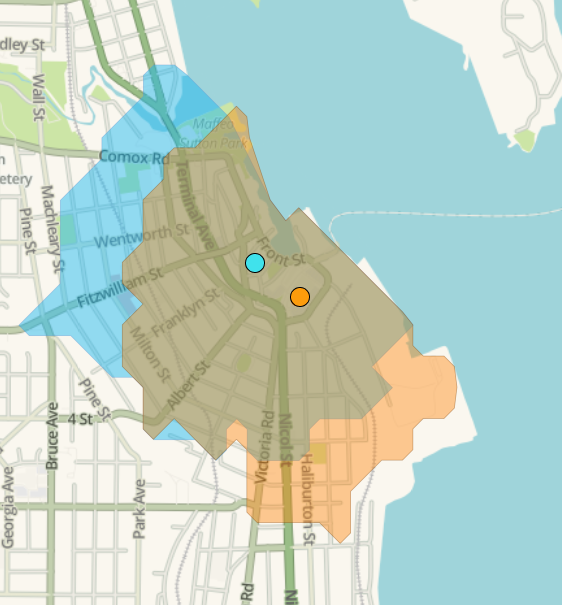 dley St
Wall St
Maffeo
Sutton Park
Comox Rd
etery
Terminal Ave
Machleary St
Pine St
Wentworth St
Front St
Fitzwilliam St
Franklyn St
Milton St
Albert St
Pine St
4 St
Bruce Ave
Victoria Rd
Nicol St
Haliburton St
Georgia Ave
Park Ave
Rd
Ni